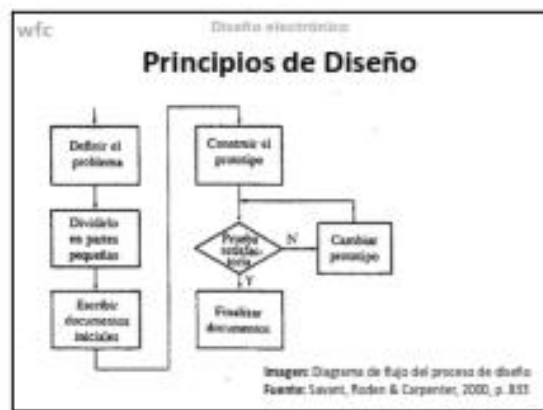 wfc
Diseño electrónico
Principios de Diseño
Definir el
problema
Dividirlo
en partes
pequeñas
Escribir
documentos
iniciales
Construir el
prototipo
Prueba
satisfac-
toria
N
Y
Cambiar
prototipo
Finalizar
documentos
Imagen: Diagrama de flujo del proceso de diseño
Fuente: Savant, Roden & Carpenter, 2000, p. 833